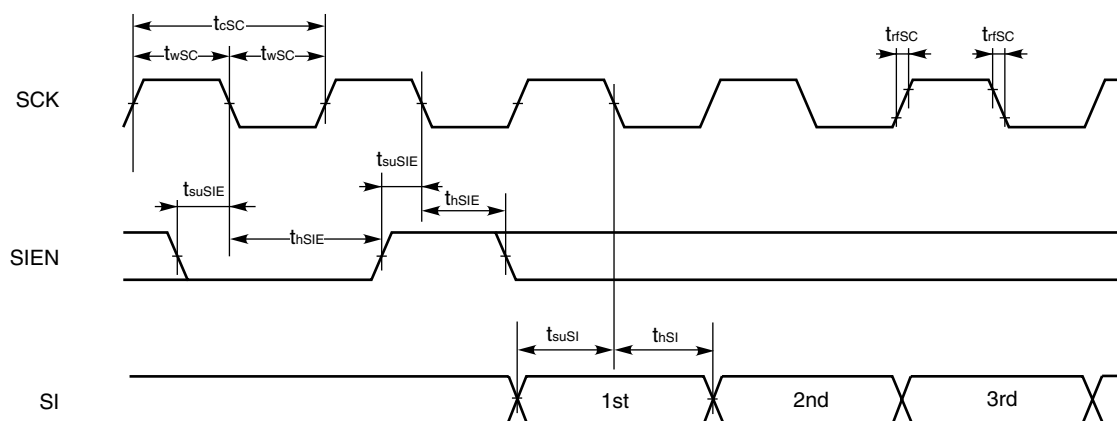 tcSC
twSC twSC
trfSC trfSC
SCK
tsuSIE
tsuSIE
thSIE
thSIE
SIEN
tsuSI thSI
SI 1st 2nd 3rd